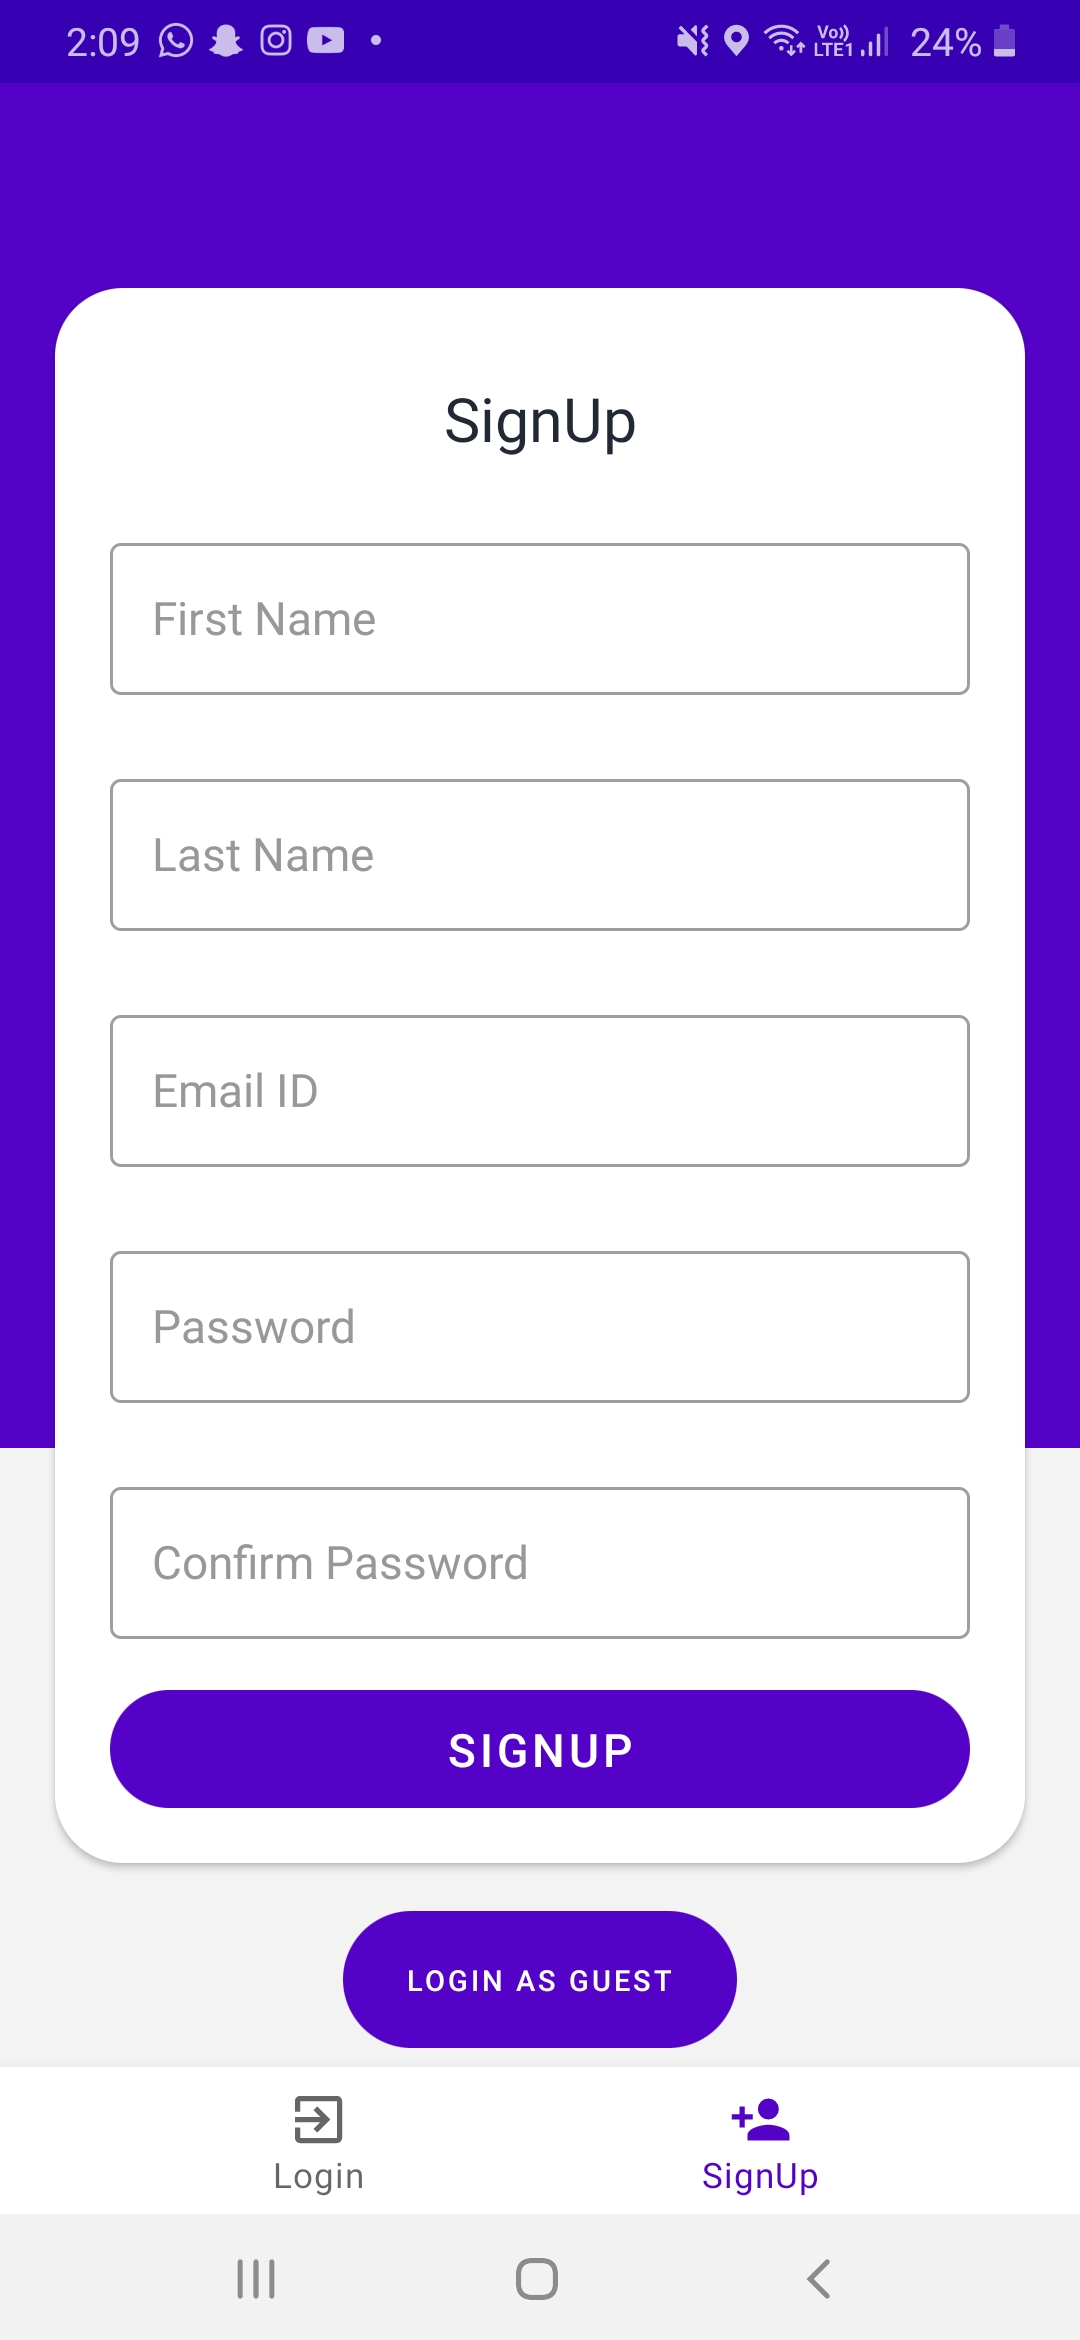 2:09 Vo)) LTE1 24%
SignUp
First Name
Last Name
Email ID
Password
Confirm Password
SIGNUP
LOGIN AS GUEST
Login SignUp